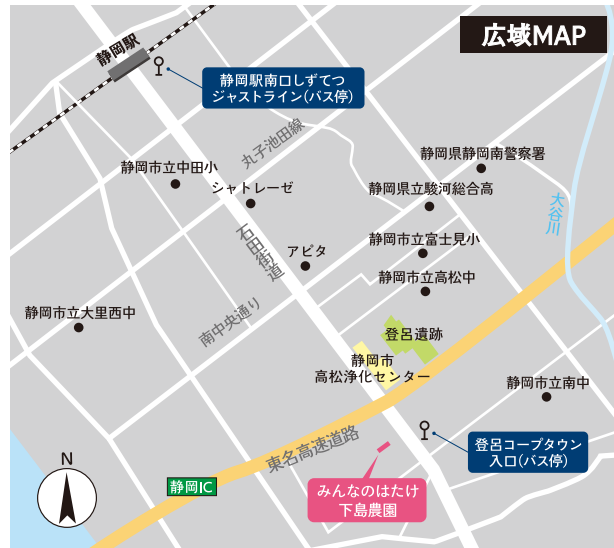 広域MAP
静岡駅
静岡駅南口しずてつ
ジャストライン(バス停)
丸子池田線
静岡県静岡南警察署
静岡市立中田小
シャトレーゼ
静岡県立駿河総合高
大谷川
石田街道
アピタ
静岡市立富士見小
静岡市立高松中
南中央通り
静岡市立大里西中
登呂遺跡
静岡市
高松浄化センター
静岡市立南中
東名高速道路
登呂コープタウン
入口(バス停)
N
静岡IC
みんなのはたけ
下島農園